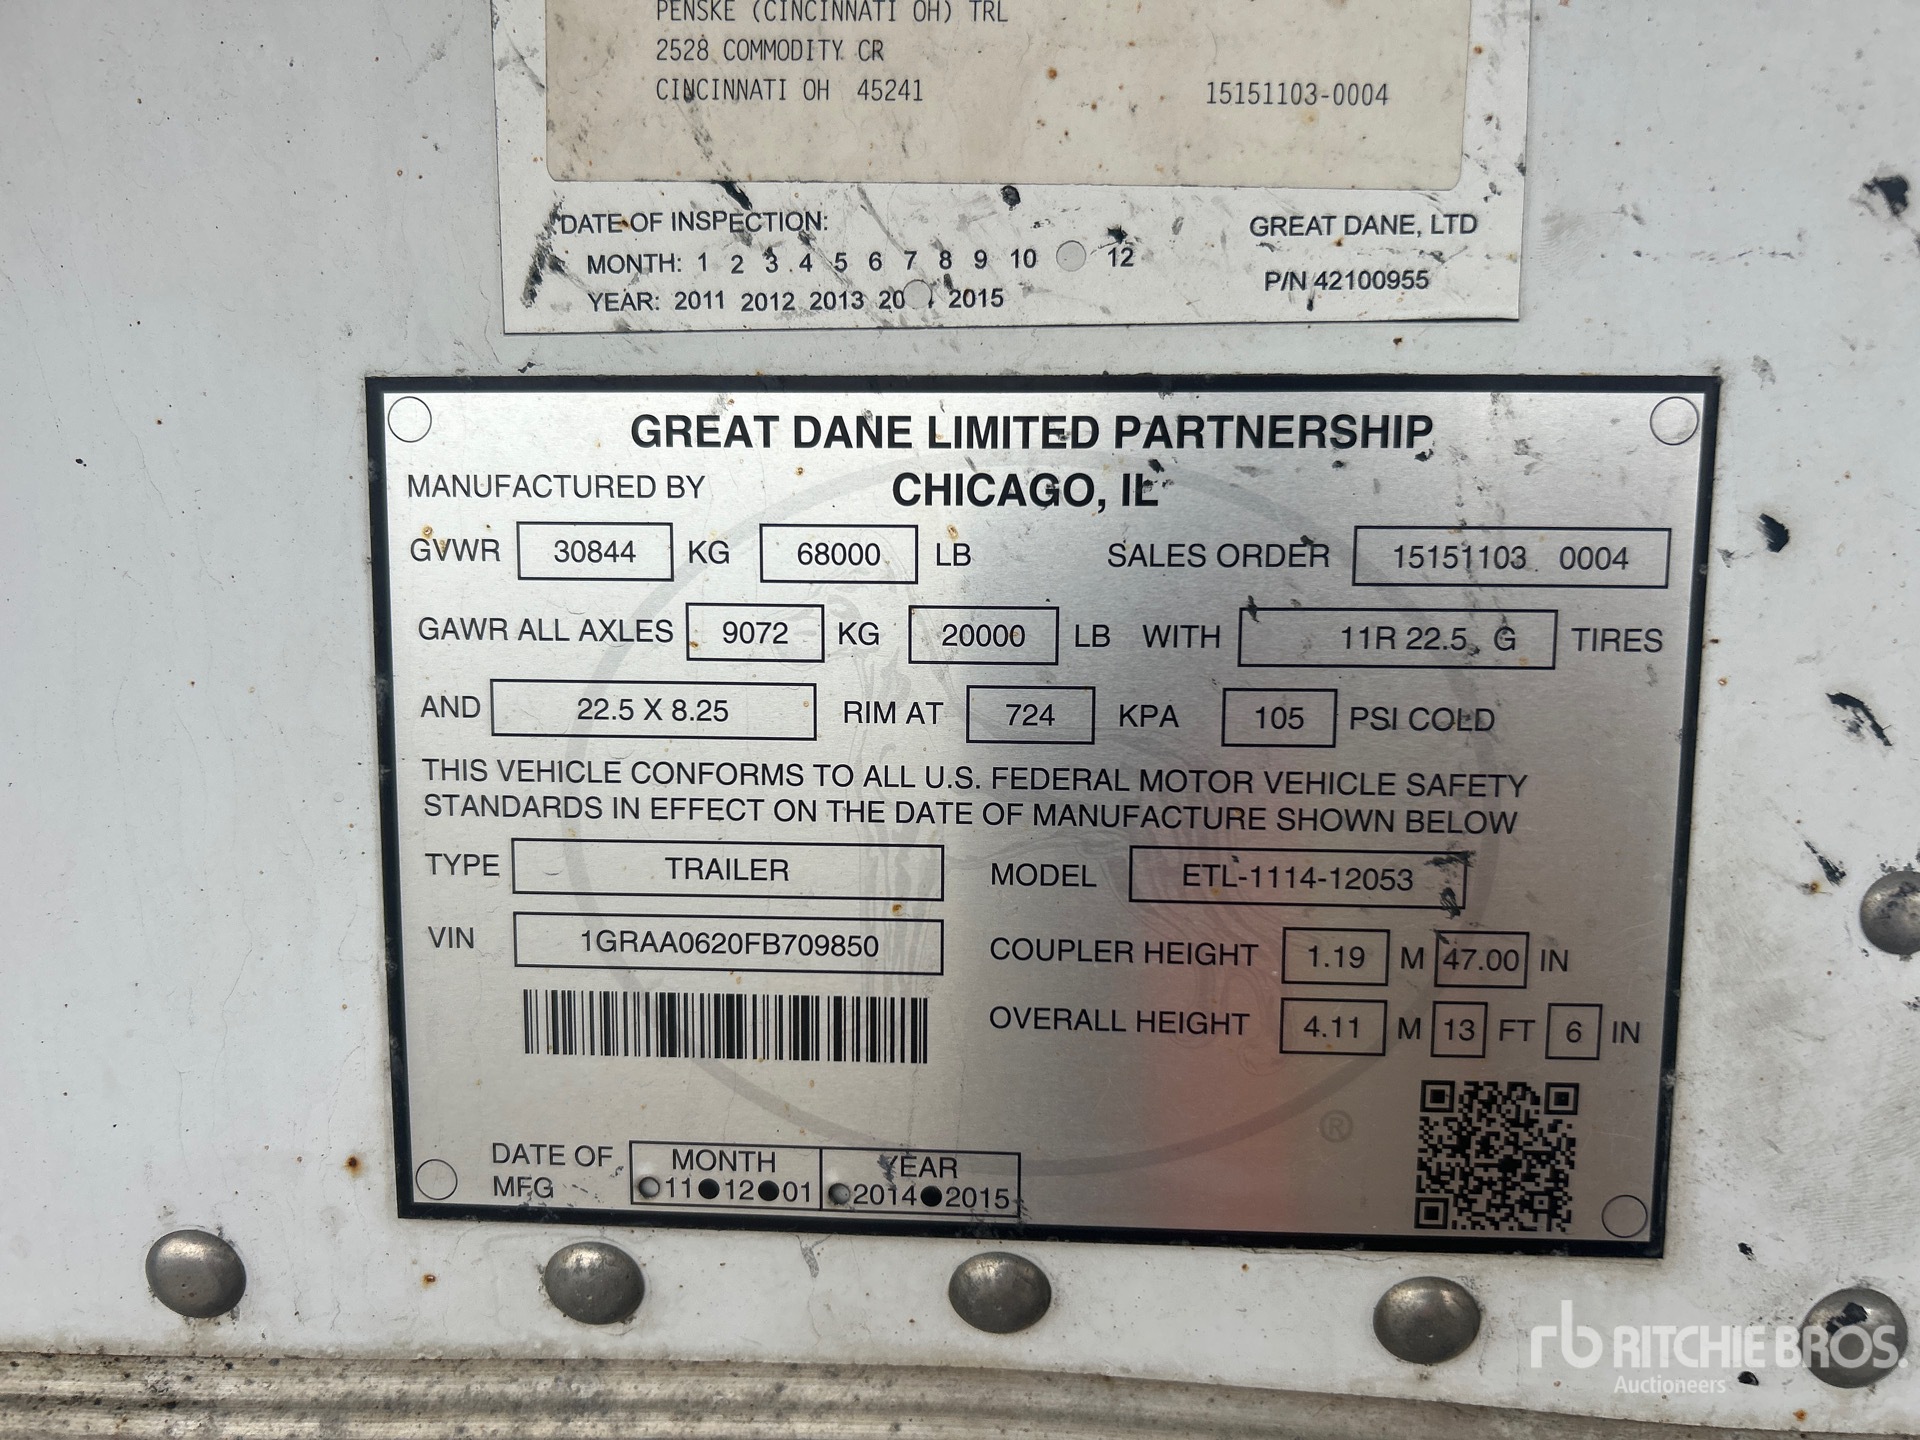 PENSKE (CINCINNATI OH) TRL
2528 COMMODITY CR
CINCINNATI OH 45241 15151103-0004
DATE OF INSPECTION: GREAT DANE, LTD
MONTH: 1 2 3 4 5 6 7 8 9 10 12
P/N 42100955
YEAR: 2011 2012 2013 20 2015
GREAT DANE LIMITED PARTNERSHIP
MANUFACTURED BY CHICAGO, IL
GVWR 30844 KG 68000 LB SALES ORDER 15151103 0004
GAWR ALL AXLES 9072 KG 20000 LB WITH 11R 22.5 G TIRES
AND 22.5 X 8.25 RIM AT 724 KPA 105 PSI COLD
THIS VEHICLE CONFORMS TO ALL U.S. FEDERAL MOTOR VEHICLE SAFETY
STANDARDS IN EFFECT ON THE DATE OF MANUFACTURE SHOWN BELOW
TYPE TRAILER MODEL ETL-1114-12053
VIN 1GRAA0620FB709850 COUPLER HEIGHT 1.19 M 47.00 IN
OVERALL HEIGHT 4.11 M 13 FT 6 IN
®
DATE OF MFG MONTH YEAR
11 12 01 2014 2015
rb RITCHIE BROS.
Auctioneers